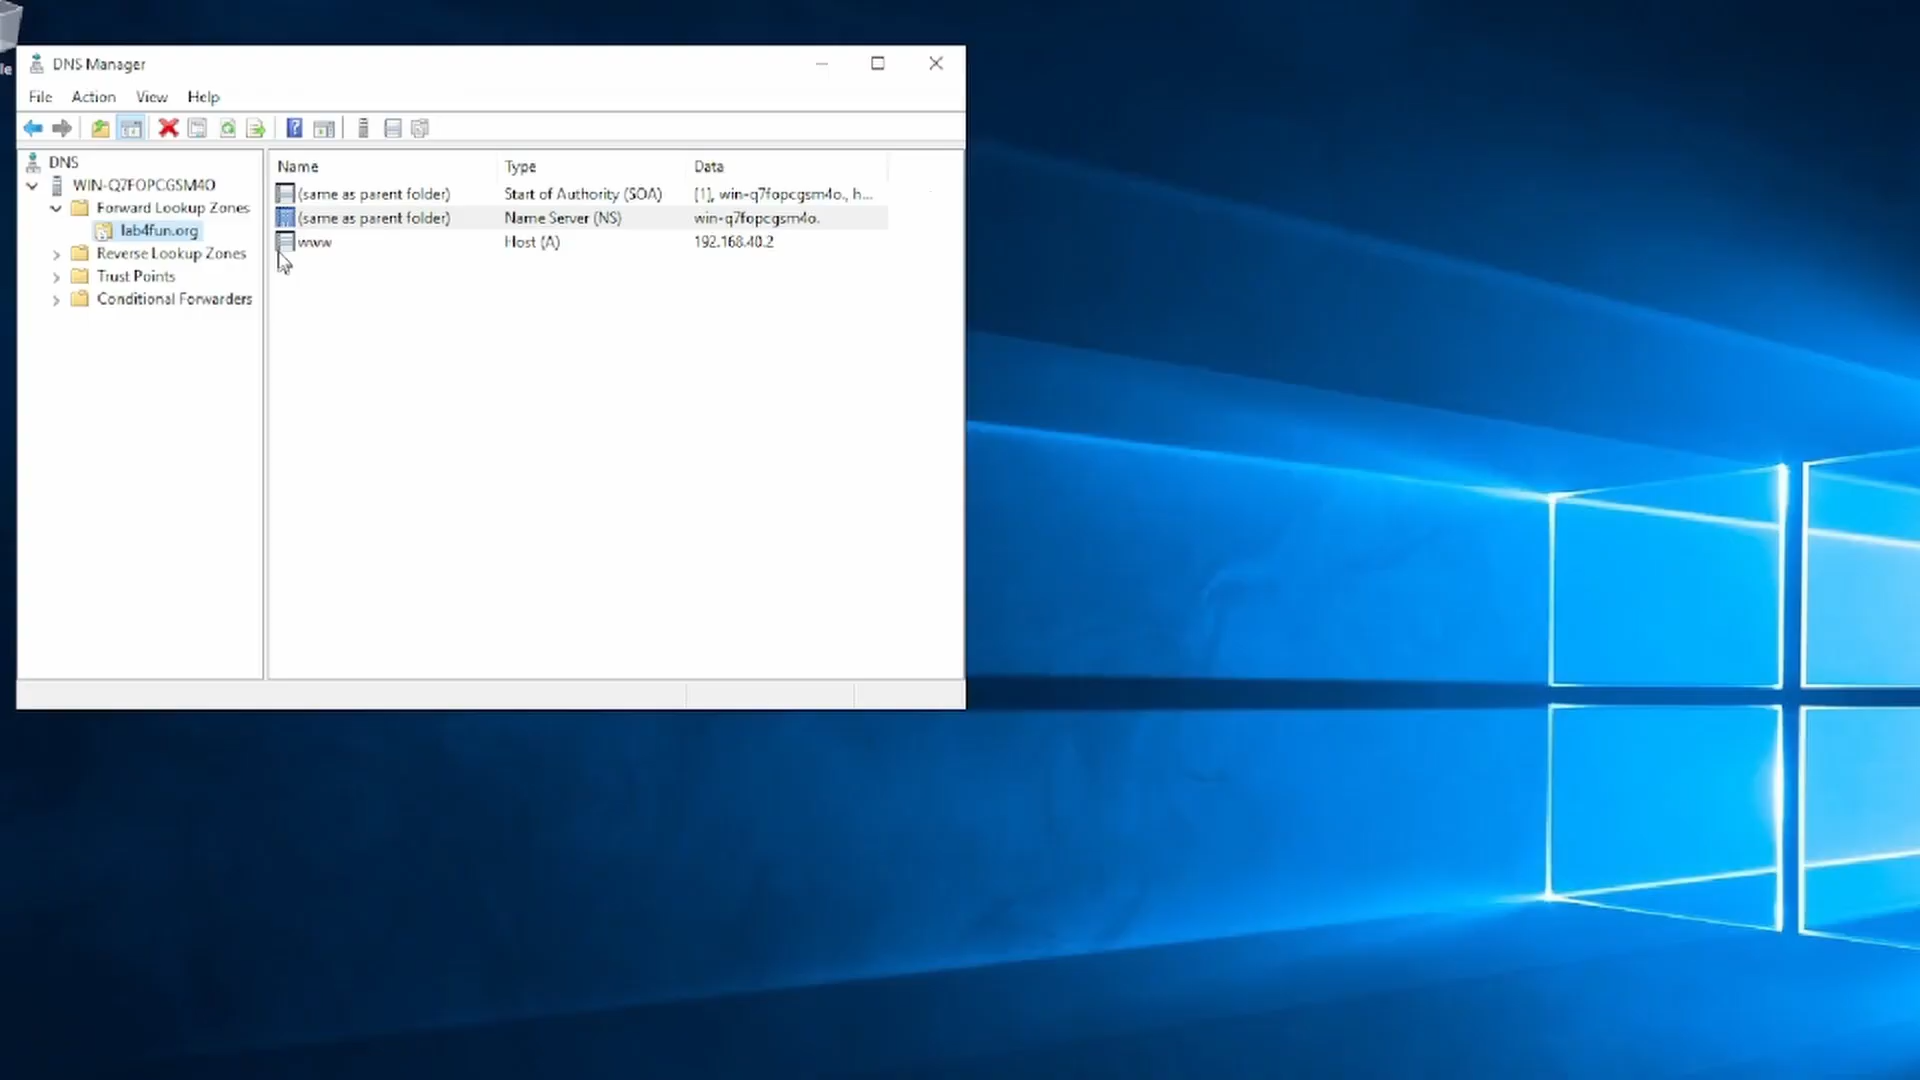 le
DNS Manager
File Action View Help
DNS
WIN-Q7FOPCGSM4O
Forward Lookup Zones
lab4fun.org
Reverse Lookup Zones
Trust Points
Conditional Forwarders
Name Type Data
(same as parent folder) Start of Authority (SOA) [1], win-q7fopcgsm4o., h...
(same as parent folder) Name Server (NS) win-q7fopcgsm4o.
www Host (A) 192.168.40.2